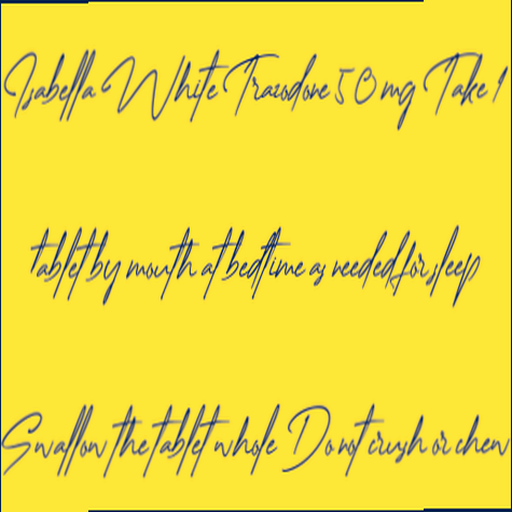 Isabella White Trazodone 50 mg Take 1
tablet by mouth at bedtime as needed for sleep
Swallow the tablet whole Do not crush or chew